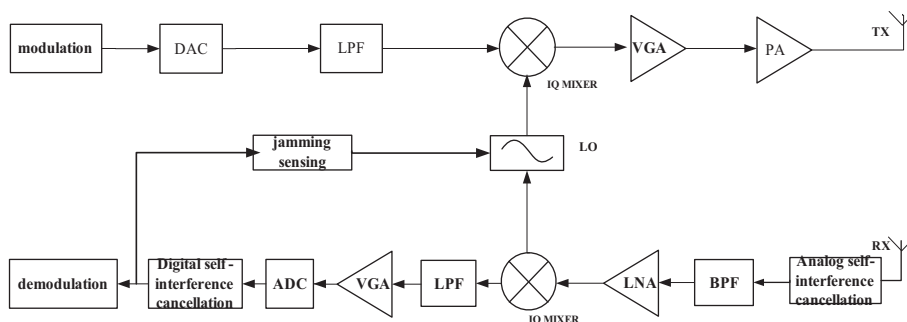 modulation
DAC
LPF
IQ MIXER
VGA
PA
TX
jamming
sensing
LO
demodulation
Digital self -
interference
cancellation
ADC
VGA
LPF
IQ MIXER
LNA
BPF
Analog self-
interference
cancellation
RX